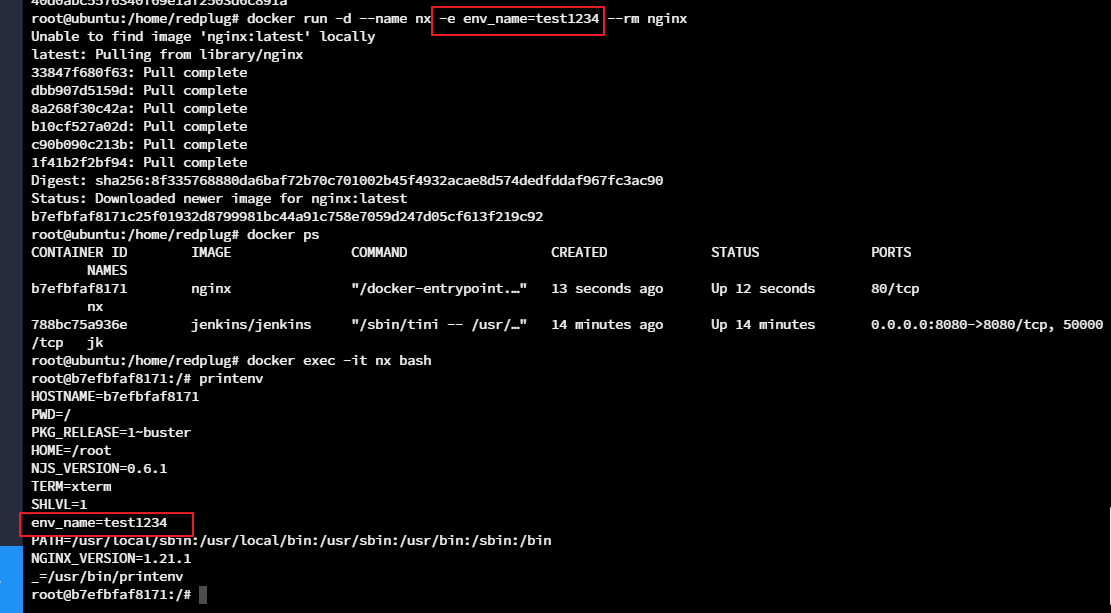 root@ubuntu:/home/redplug# docker run -d --name nx -e env_name=test1234 --rm nginx
Unable to find image 'nginx:latest' locally
latest: Pulling from library/nginx
33847f680f63: Pull complete
dbb907d5159d: Pull complete
8a268f30c42a: Pull complete
b10cf527a02d: Pull complete
c90b090c213b: Pull complete
1f41b2f2bf94: Pull complete
Digest: sha256:8f335768880da6baf72b70c701002b45f4932acae8d574dedfddaf967fc3ac90
Status: Downloaded newer image for nginx:latest
b7efbfaf8171c25f01932d8799981bc44a91c758e7059d247d05cf613f219c92
root@ubuntu:/home/redplug# docker ps
CONTAINER ID        IMAGE               COMMAND                  CREATED             STATUS              PORTS
       NAMES
b7efbfaf8171        nginx               "/docker-entrypoint.…"   13 seconds ago      Up 12 seconds       80/tcp
       nx
788bc75a936e        jenkins/jenkins     "/sbin/tini -- /usr/…"   14 minutes ago      Up 14 minutes       0.0.0.0:8080->8080/tcp, 50000
/tcp   jk
root@ubuntu:/home/redplug# docker exec -it nx bash
root@b7efbfaf8171:/# printenv
HOSTNAME=b7efbfaf8171
PWD=/
PKG_RELEASE=1~buster
HOME=/root
NJS_VERSION=0.6.1
TERM=xterm
SHLVL=1
env_name=test1234
PATH=/usr/local/sbin:/usr/local/bin:/usr/sbin:/usr/bin:/sbin:/bin
NGINX_VERSION=1.21.1
_=/usr/bin/printenv
root@b7efbfaf8171:/#